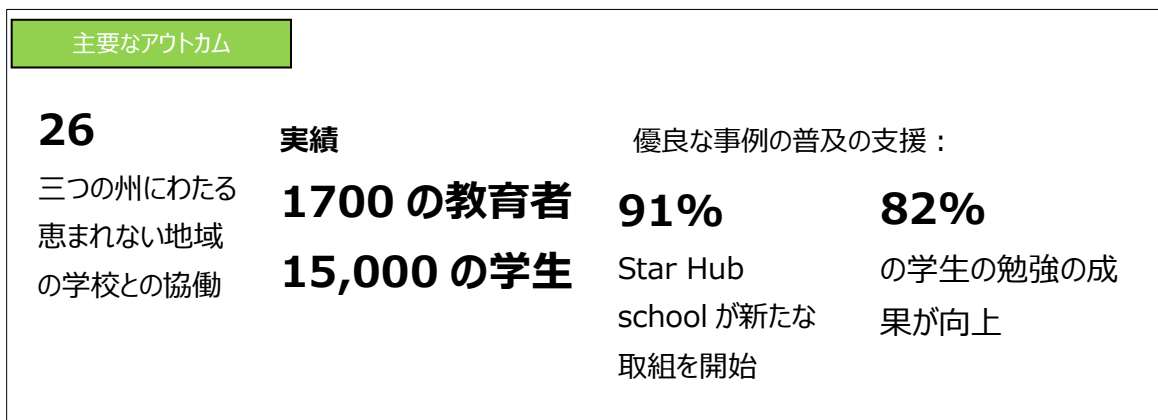 主要なアウトカム
26
三つの州にわたる
恵まれない地域
の学校との協働
実績
1700 の教育者
15,000 の学生
優良な事例の普及の支援：
91%
Star Hub
school が新たな
取組を開始
82%
の学生の勉強の成
果が向上